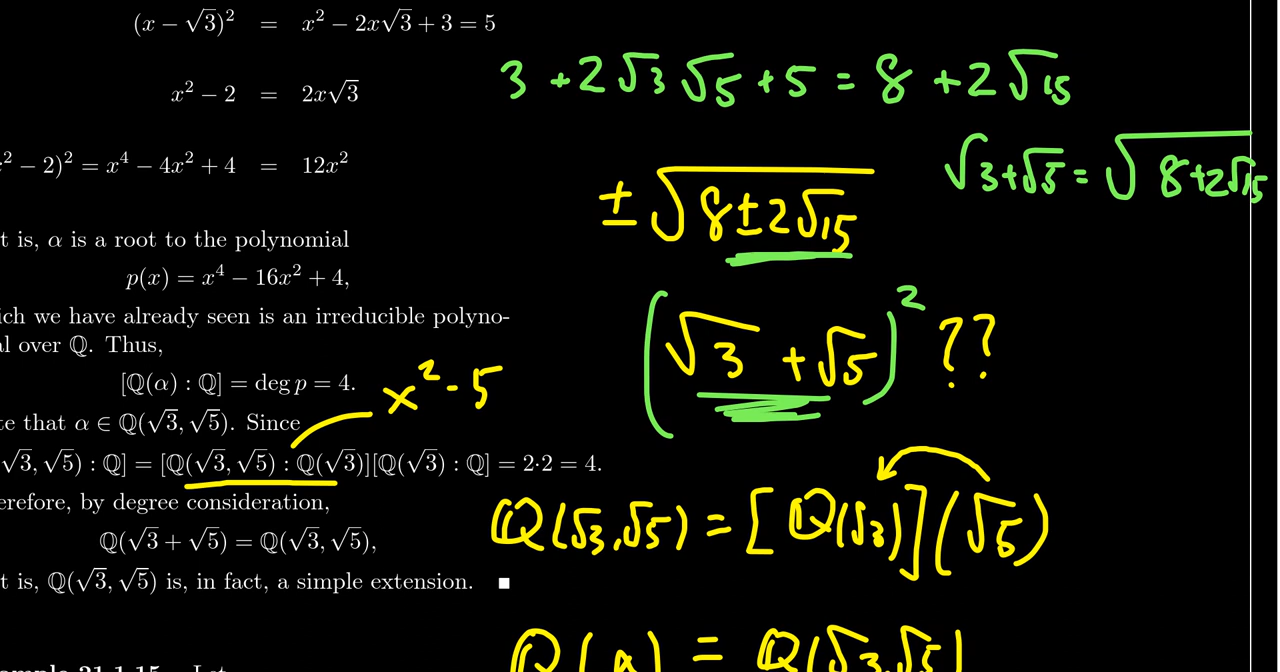 (x − √3)² = x² − 2x√3 + 3 = 5
x² − 2 = 2x√3
² − 2)² = x⁴ − 4x² + 4 = 12x²
t is, α is a root to the polynomial
p(x) = x⁴ − 16x² + 4,
ich we have already seen is an irreducible polyno-
al over ℚ. Thus,
[ℚ(α) : ℚ] = deg p = 4.
te that α ∈ ℚ(√3, √5). Since
√3, √5) : ℚ] = [ℚ(√3, √5) : ℚ(√3)][ℚ(√3) : ℚ] = 2·2 = 4.
erefore, by degree consideration,
ℚ(√3 + √5) = ℚ(√3, √5),
t is, ℚ(√3, √5) is, in fact, a simple extension. ■
3 + 2√3 √5 + 5 = 8 + 2√15
√3 + √5 = √(8 + 2√15)
± √(8 ± 2√15)
(√3 + √5)² ??
x² - 5
ℚ(√3, √5) = [ℚ(√3)](√5)
ℚ(α) = ℚ(√3, √5)